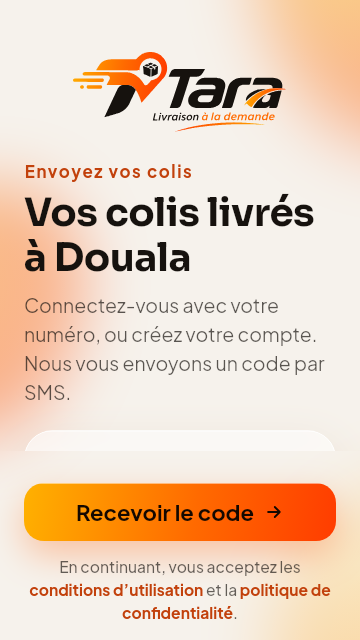 Tara
Livraison à la demande
Envoyez vos colis
Vos colis livrés
à Douala
Connectez-vous avec votre
numéro, ou créez votre compte.
Nous vous envoyons un code par
SMS.
Recevoir le code →
En continuant, vous acceptez les
conditions d’utilisation et la politique de
confidentialité.